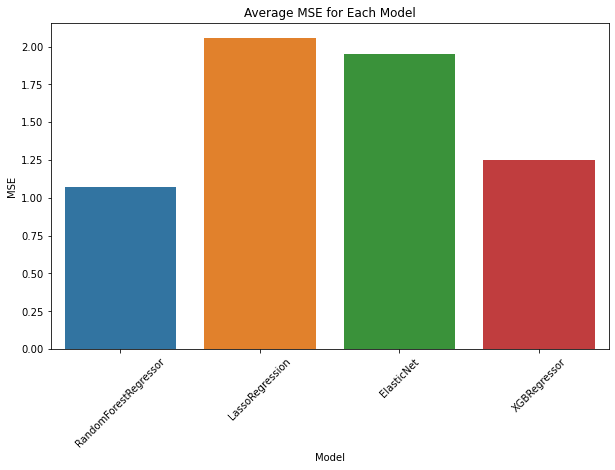 Average MSE for Each Model
2.00
1.75
1.50
1.25
1.00
0.75
0.50
0.25
0.00
MSE
RandomForestRegressor
LassoRegression
ElasticNet
XGBRegressor
Model